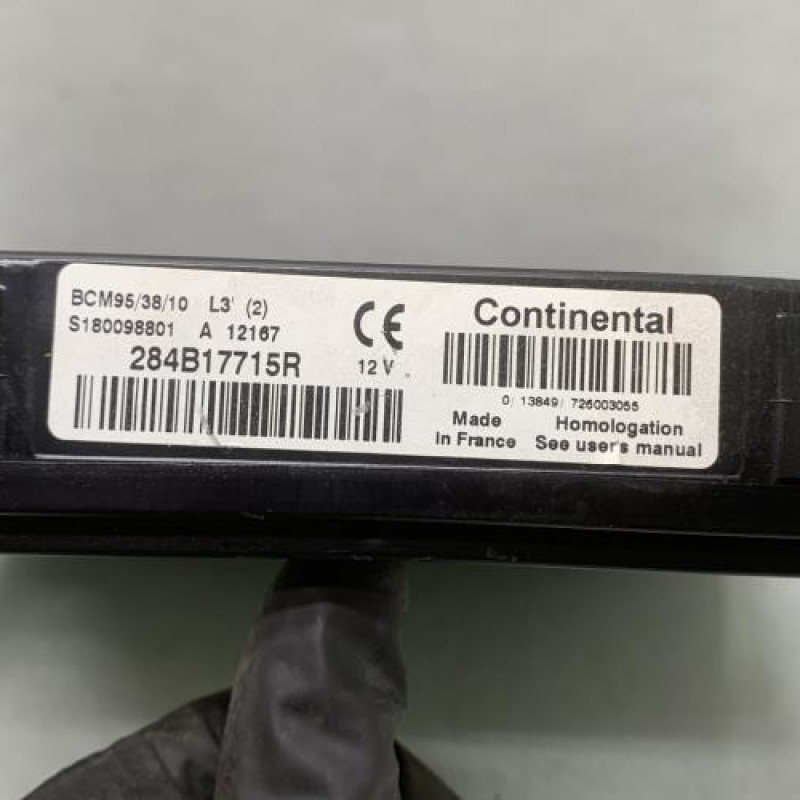 BCM95/38/10 L3' (2)
S180098801 A 12167
284B17715R
CE
12 V
Continental
0/ 13849/ 726003055
Made
in France
Homologation
See users manual